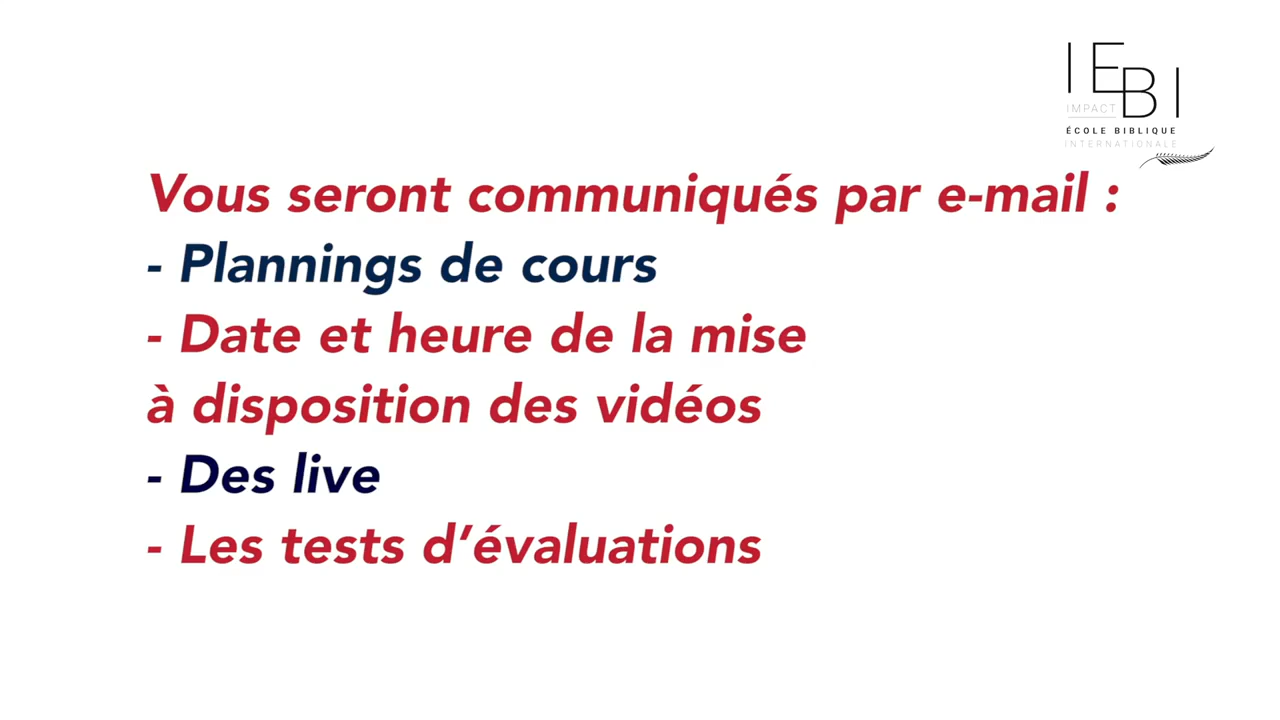 IEBI
IMPACT
ÉCOLE BIBLIQUE
INTERNATIONALE
Vous seront communiqués par e-mail :
- Plannings de cours
- Date et heure de la mise
à disposition des vidéos
- Des live
- Les tests d’évaluations